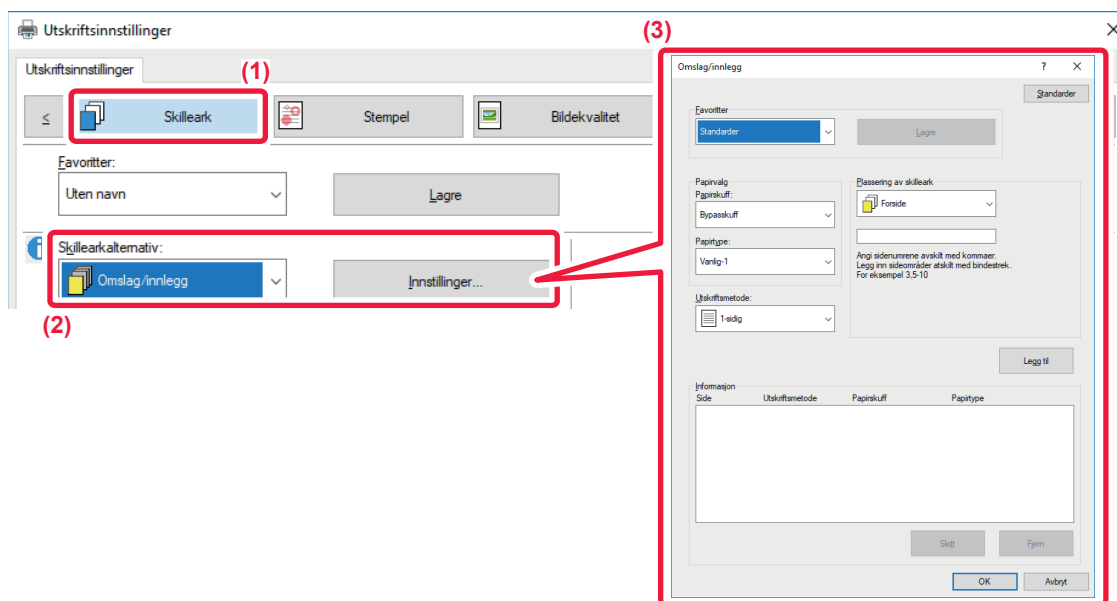 Utskriftsinnstillinger
Utskriftsinnstillinger
(1)
<
Skilleark
Stempel
Bildekvalitet
Favoritter:
Uten navn
Lagre
Skillearkalternativ:
Omslag/innlegg
Innstillinger...
(2)
(3)
Omslag/innlegg
?
Standarder
Favoritter
Standarder
Lagre
Papirvalg
Papirskuff:
Bypasskuff
Papirtype:
Vanlig-1
Plassering av skilleark
Forside
Angi sidenumrene avskilt med kommaer.
Legg inn sideområder atskilt med bindestrek.
For eksempel 3,5-10
Utskriftsmetode:
1-sidig
Legg til
Informasjon
Side Utskriftsmetode Papirskuff Papirtype
Slett Fjern
OK Avbryt